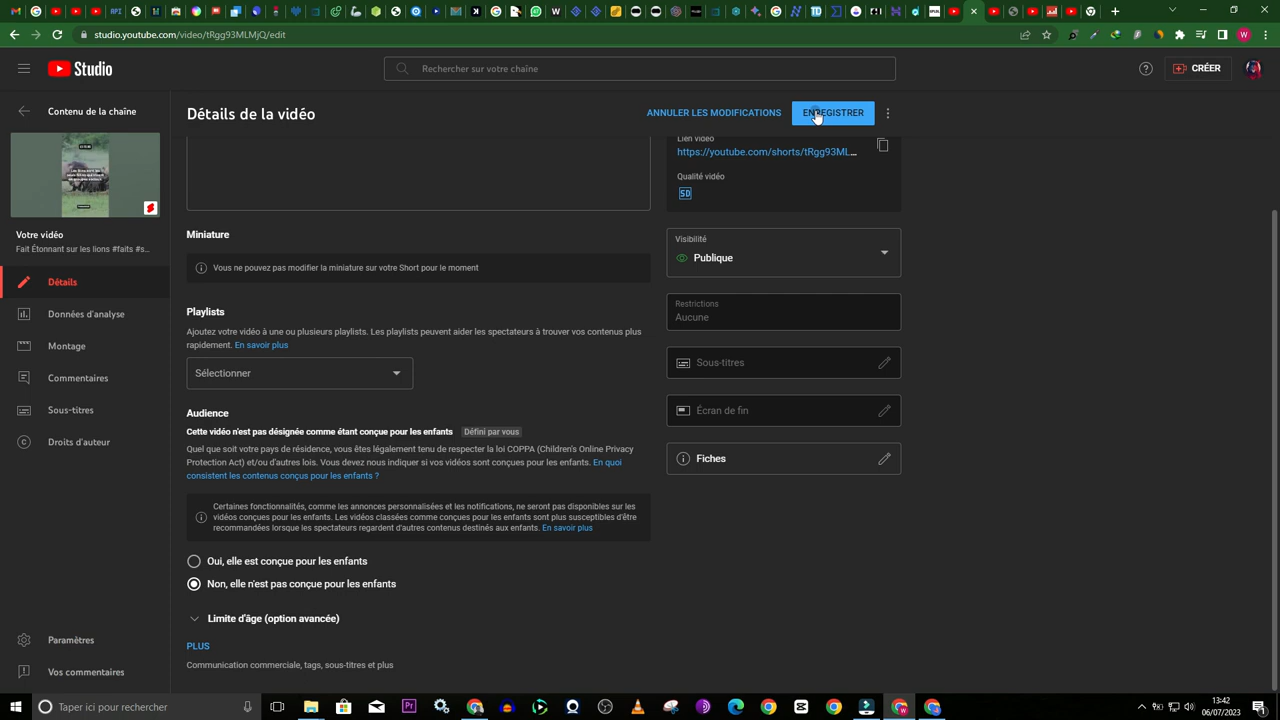 API
TD
XPLES
studio.youtube.com/video/tRgg93MLMjQ/edit
W
Studio
Rechercher sur votre chaîne
CRÉER
Contenu de la chaîne
Détails de la vidéo
ANNULER LES MODIFICATIONS
ENREGISTRER
Lien vidéo
https://youtube.com/shorts/tRgg93ML...
Qualité vidéo
SD
Votre vidéo
Fait Étonnant sur les lions #faits #s...
Détails
Données d'analyse
Montage
Commentaires
Sous-titres
Droits d'auteur
Paramètres
Vos commentaires
Miniature
Vous ne pouvez pas modifier la miniature sur votre Short pour le moment
Playlists
Ajoutez votre vidéo à une ou plusieurs playlists. Les playlists peuvent aider les spectateurs à trouver vos contenus plus
rapidement. En savoir plus
Sélectionner
Audience
Cette vidéo n'est pas désignée comme étant conçue pour les enfants Défini par vous
Quel que soit votre pays de résidence, vous êtes légalement tenu de respecter la loi COPPA (Children's Online Privacy
Protection Act) et/ou d'autres lois. Vous devez nous indiquer si vos vidéos sont conçues pour les enfants. En quoi
consistent les contenus conçus pour les enfants ?
Certaines fonctionnalités, comme les annonces personnalisées et les notifications, ne seront pas disponibles sur les
vidéos conçues pour les enfants. Les vidéos classées comme conçues pour les enfants sont plus susceptibles d'être
recommandées lorsque les spectateurs regardent d'autres contenus destinés aux enfants. En savoir plus
Oui, elle est conçue pour les enfants
Non, elle n'est pas conçue pour les enfants
Limite d'âge (option avancée)
PLUS
Communication commerciale, tags, sous-titres et plus
Visibilité
Publique
Restrictions
Aucune
Sous-titres
Écran de fin
Fiches
Taper ici pour rechercher
Pr
13:42
06/07/2023